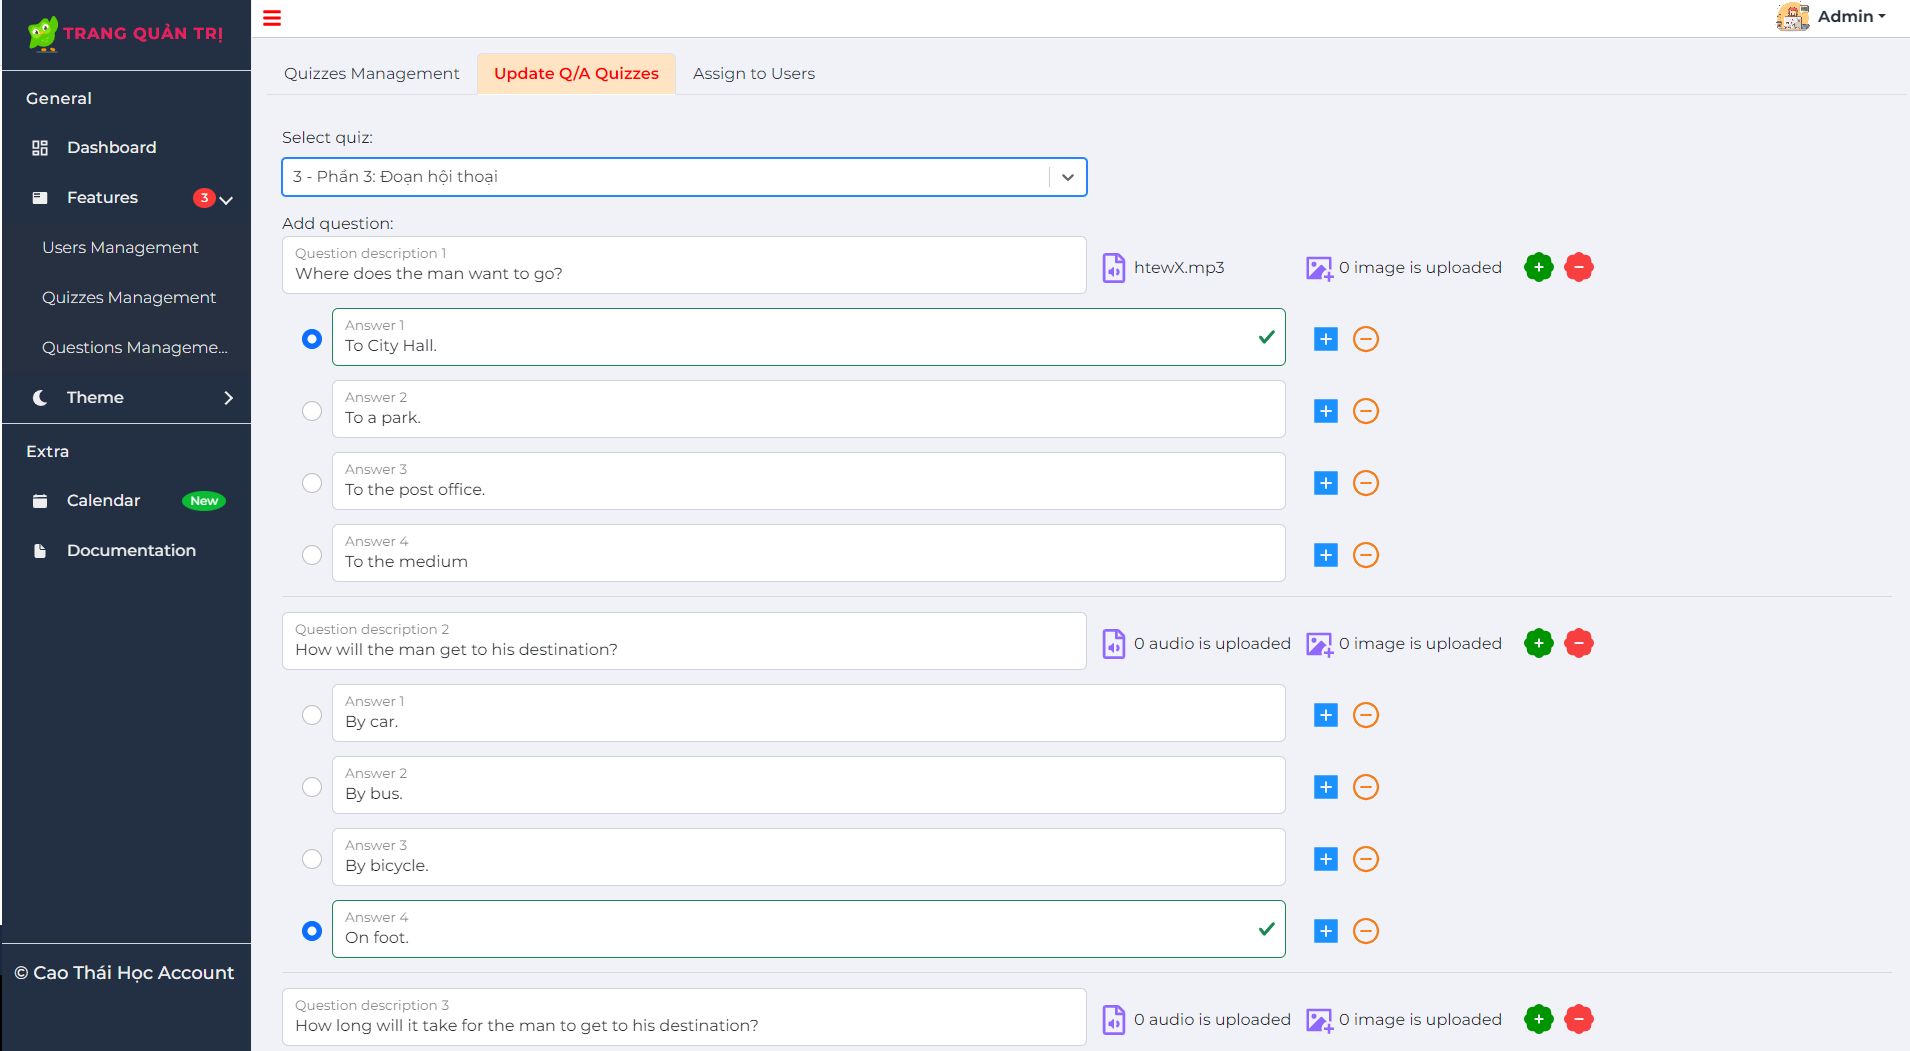 TRANG QUẢN TRỊ
Admin
General
Dashboard
Features 3
Users Management
Quizzes Management
Questions Manageme...
Theme
Extra
Calendar New
Documentation
© Cao Thái Học Account
Quizzes Management Update Q/A Quizzes Assign to Users
Select quiz:
3 - Phần 3: Đoạn hội thoại
Add question:
Question description 1
Where does the man want to go?
htewX.mp3 0 image is uploaded
Answer 1
To City Hall.
Answer 2
To a park.
Answer 3
To the post office.
Answer 4
To the medium
Question description 2
How will the man get to his destination?
0 audio is uploaded 0 image is uploaded
Answer 1
By car.
Answer 2
By bus.
Answer 3
By bicycle.
Answer 4
On foot.
Question description 3
How long will it take for the man to get to his destination?
0 audio is uploaded 0 image is uploaded